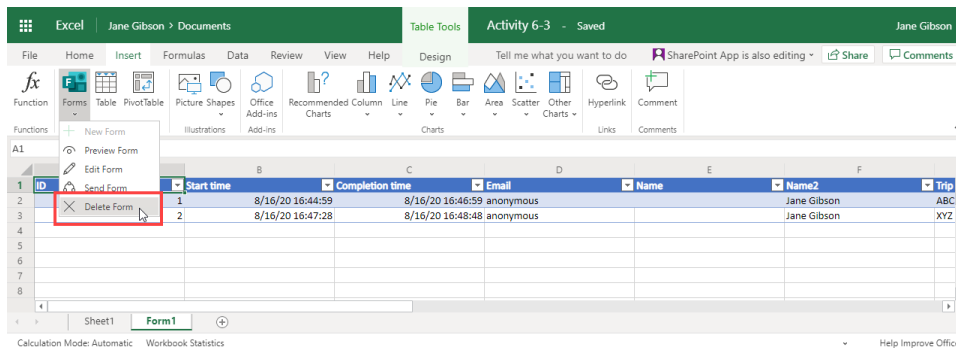 Excel Jane Gibson > Documents Table Tools Activity 6-3 - Saved Jane Gibson
File Home Insert Formulas Data Review View Help Design Tell me what you want to do SharePoint App is also editing Share Comments
Function Forms Table PivotTable Picture Shapes Office Add-ins Recommended Charts Column Line Pie Bar Area Scatter Other Charts Hyperlink Comment
Functions Illustrations Add-ins Charts Links Comments
New Form
A1
Preview Form
Edit Form
B C D E F
Send Form
1 ID Start time Completion time Email Name Name2 Trip
Delete Form
2 1 8/16/20 16:44:59 8/16/20 16:46:59 anonymous Jane Gibson ABC
3 2 8/16/20 16:47:28 8/16/20 16:48:48 anonymous Jane Gibson XYZ
4
5
6
7
8
Sheet1 Form1
Calculation Mode: Automatic Workbook Statistics Help Improve Offic